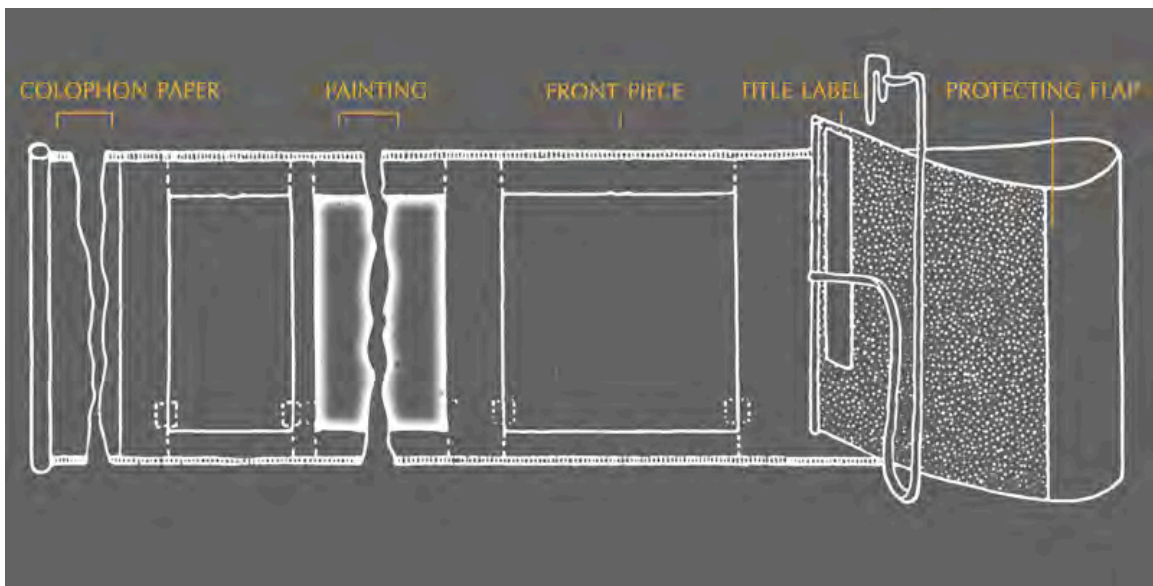 COLOPHON PAPER
PAINTING
FRONT PIECE
TITLE LABEL
PROTECTING FLAP